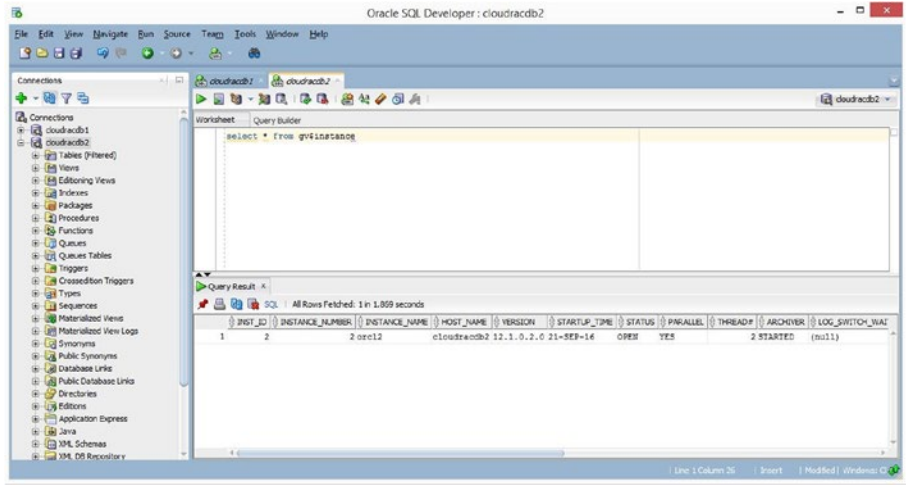 Oracle SQL Developer : cloudracdb2
File Edit View Navigate Run Source Team Tools Window Help
Connections
cloudracdb1
cloudracdb2
cloudracdb2
Connections
cloudracdb1
cloudracdb2
Tables (Filtered)
Views
Editioning Views
Indexes
Packages
Procedures
Functions
Queues
Queues Tables
Triggers
Crossedition Triggers
Types
Sequences
Materialized Views
Materialized View Logs
Synonyms
Public Synonyms
Database Links
Public Database Links
Directories
Editions
Application Express
Java
XML Schemas
XML DB Repository
Worksheet Query Builder
select * from gv$instance
Query Result
SQL | All Rows Fetched: 1 in 1.869 seconds
INST_ID INSTANCE_NUMBER INSTANCE_NAME HOST_NAME VERSION STARTUP_TIME STATUS PARALLEL THREAD# ARCHIVER LOG_SWITCH_WAI
1 2 2 orcl2 cloudracdb2 12.1.0.2.0 21-SEP-16 OPEN YES 2 STARTED (null)
Line 1 Column 26 | Insert | Modified | Windows: C